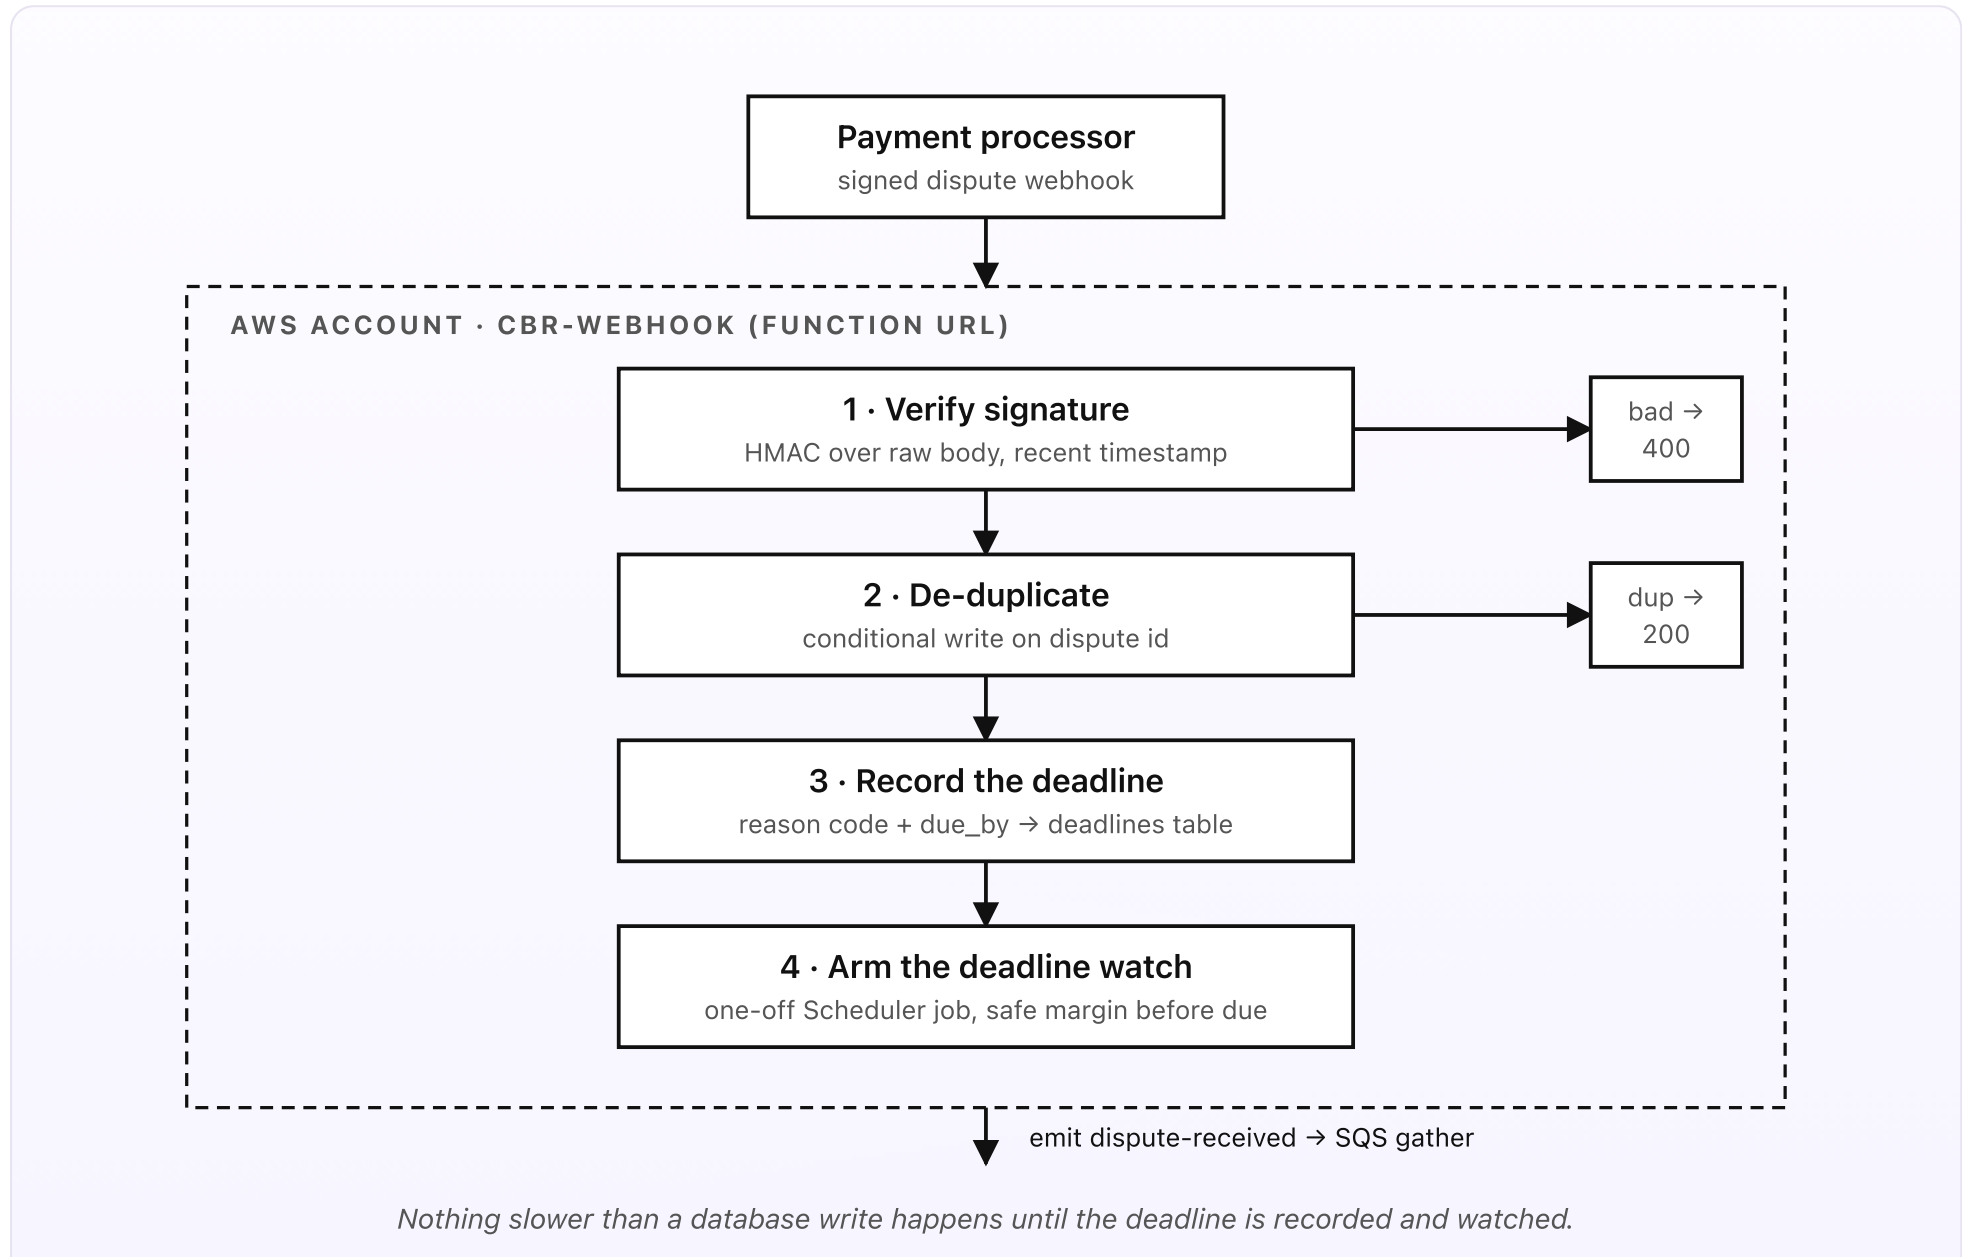 Payment processor
signed dispute webhook
AWS ACCOUNT · CBR-WEBHOOK (FUNCTION URL)
1 · Verify signature
HMAC over raw body, recent timestamp
bad →
400
2 · De-duplicate
conditional write on dispute id
dup →
200
3 · Record the deadline
reason code + due_by → deadlines table
4 · Arm the deadline watch
one-off Scheduler job, safe margin before due
emit dispute-received → SQS gather
Nothing slower than a database write happens until the deadline is recorded and watched.